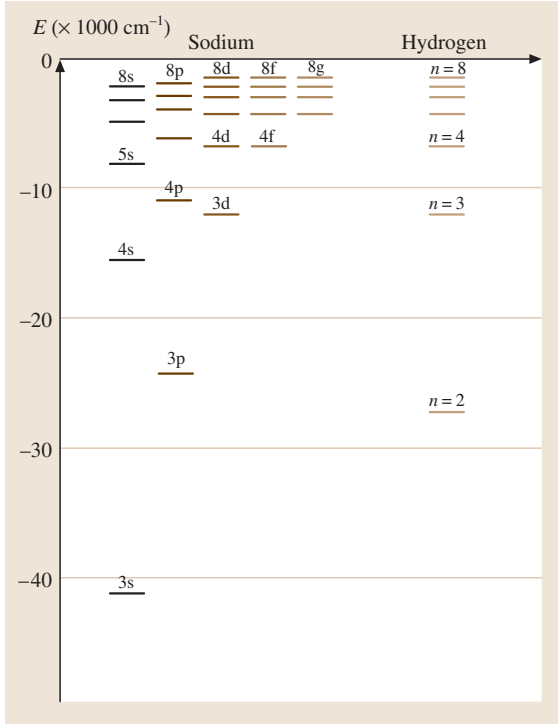 E (× 1000 cm⁻¹)
Sodium Hydrogen
0
8s 8p 8d 8f 8g n = 8
4d 4f n = 4
5s
−10
4p
3d n = 3
4s
−20
3p
n = 2
−30
−40
3s